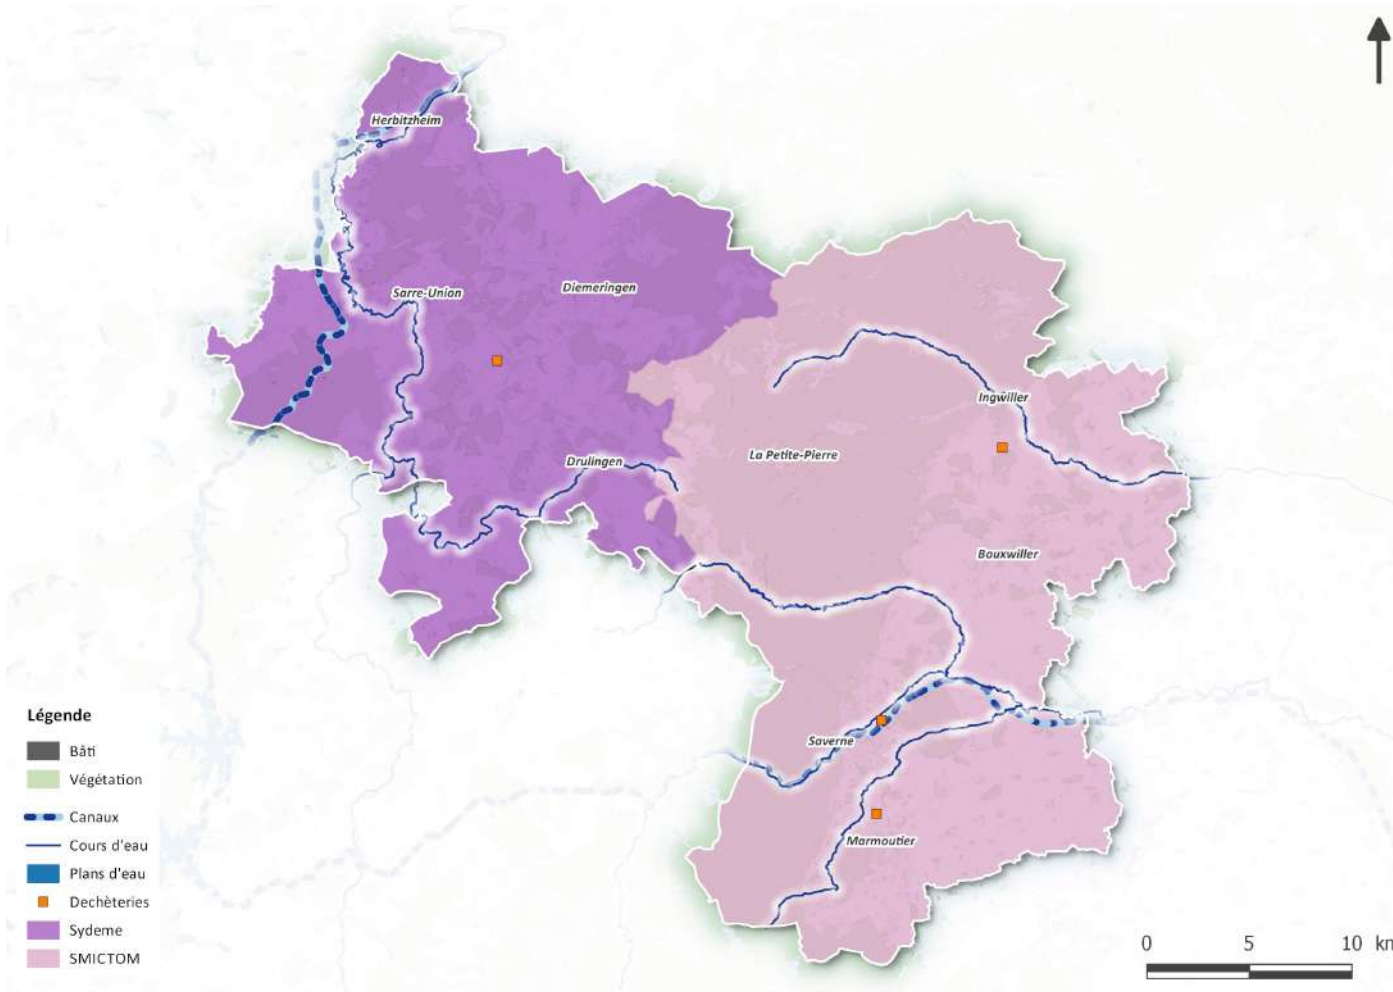 Herbitzheim
Sarre-Union
Diemeringen
Ingwiller
La Petite-Pierre
Drulingen
Bouxwiller
Saverne
Marmoutier
Légende
Bâti
Végétation
Canaux
Cours d'eau
Plans d'eau
Dechèteries
Sydeme
SMICTOM
0 5 10 km